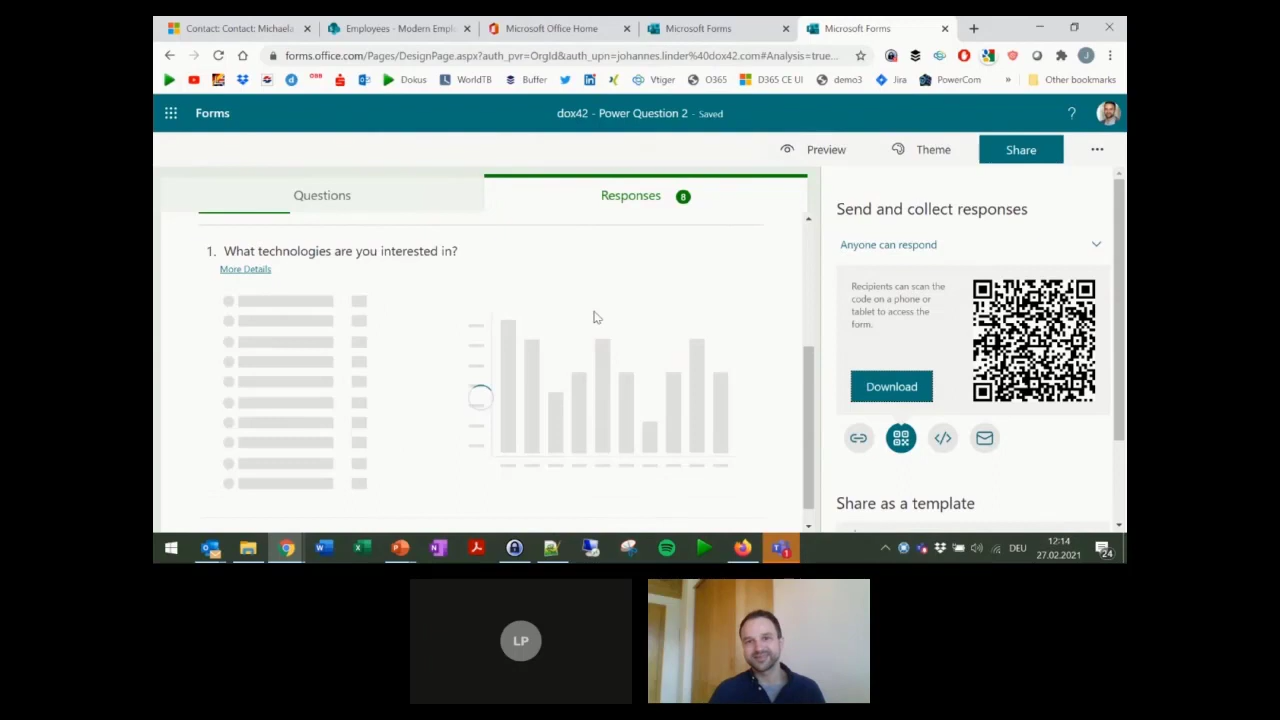 Contact: Contact: Michaela
Employees - Modern Empl
Microsoft Office Home
Microsoft Forms
Microsoft Forms
forms.office.com/Pages/DesignPage.aspx?auth_pvr=OrgId&auth_upn=johannes.linder%40dox42.com#Analysis=true...
Dokus WorldTB Buffer Vtiger O365 D365 CE UI demo3 Jira PowerCom » Other bookmarks
Forms
dox42 - Power Question 2 - Saved
?
Preview Theme Share
Questions
Responses 8
1. What technologies are you interested in?
More Details
Send and collect responses
Anyone can respond
Recipients can scan the
code on a phone or
tablet to access the
form.
Download
Share as a template
DEU
12:14
27.02.2021
24
LP